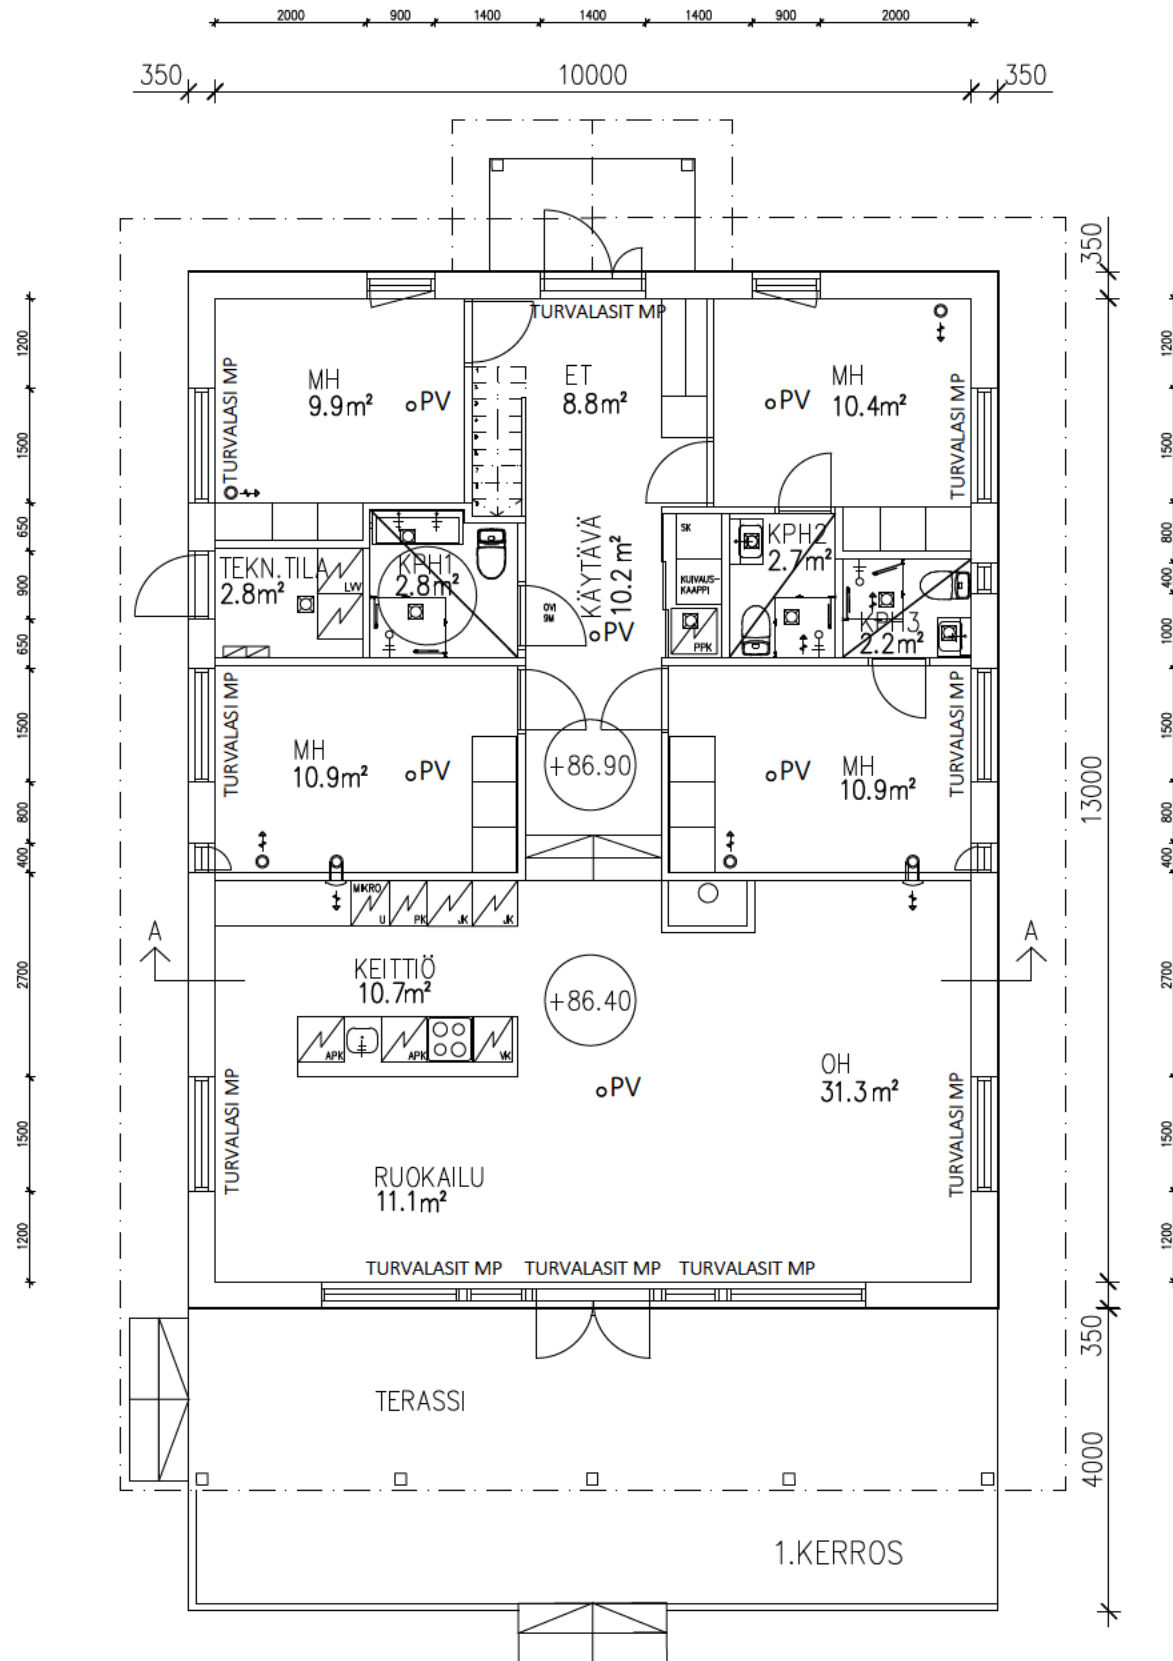 2000 900 1400 1400 1400 900 2000
350 10000 350
350
TURVALASIT MP
1200
1200
MH
9.9m²
PV
ET
8.8m²
PV
MH
10.4m²
TURVALASI MP
TURVALASI MP
1500
1500
650
800
TEKN.TILA
2.8m²
LVV
KPH1
2.8m²
KÄYTÄVÄ
10.2 m²
OVI
9M
PV
SK
KUIVAUS-
KAAPPI
PPK
KPH2
2.7m²
KPH3
2.2m²
900
400
650
1000
TURVALASI MP
TURVALASI MP
1500
1500
MH
10.9m²
PV
+86.90
PV
MH
10.9m²
13000
800
800
400
400
MIKRO
U
PK
JK
JK
A
A
KEITTIÖ
10.7m²
+86.40
2700
2700
APK
APK
VK
OH
31.3m²
PV
TURVALASI MP
TURVALASI MP
1500
1500
RUOKAILU
11.1m²
1200
1200
TURVALASIT MP TURVALASIT MP TURVALASIT MP
350
TERASSI
4000
1.KERROS